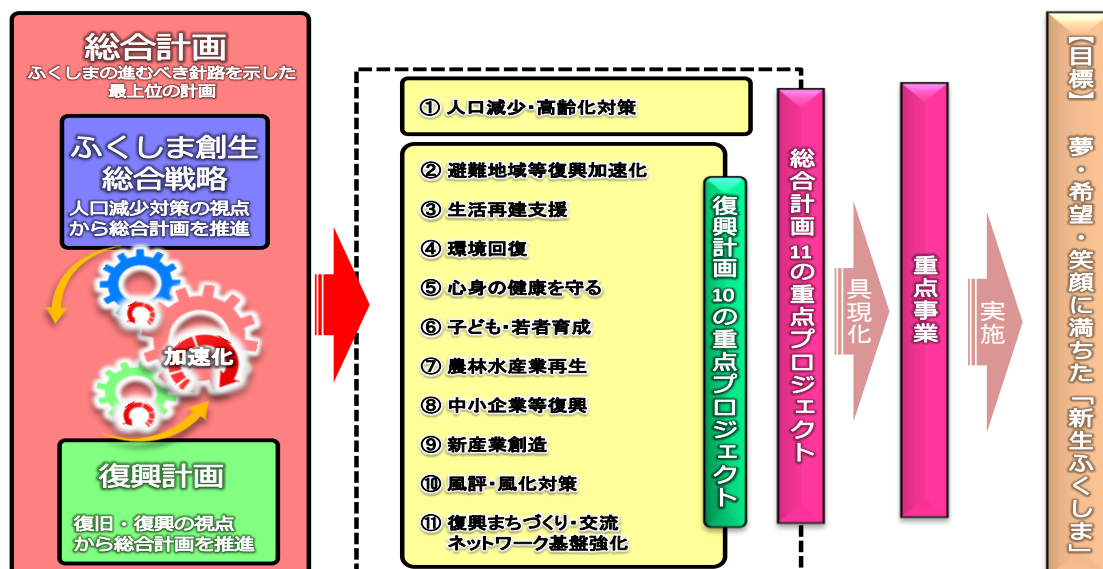 総合計画
ふくしまの進むべき針路を示した
最上位の計画
ふくしま創生
総合戦略
人口減少対策の視点
から総合計画を推進
加速化
復興計画
復旧・復興の視点
から総合計画を推進
① 人口減少・高齢化対策
② 避難地域等復興加速化
③ 生活再建支援
④ 環境回復
⑤ 心身の健康を守る
⑥ 子ども・若者育成
⑦ 農林水産業再生
⑧ 中小企業等復興
⑨ 新産業創造
⑩ 風評・風化対策
⑪ 復興まちづくり・交流
ネットワーク基盤強化
復興計画 10の重点プロジェクト
総合計画 11の重点プロジェクト
具現化
重点事業
実施
【目標】 夢・希望・笑顔に満ちた「新生ふくしま」